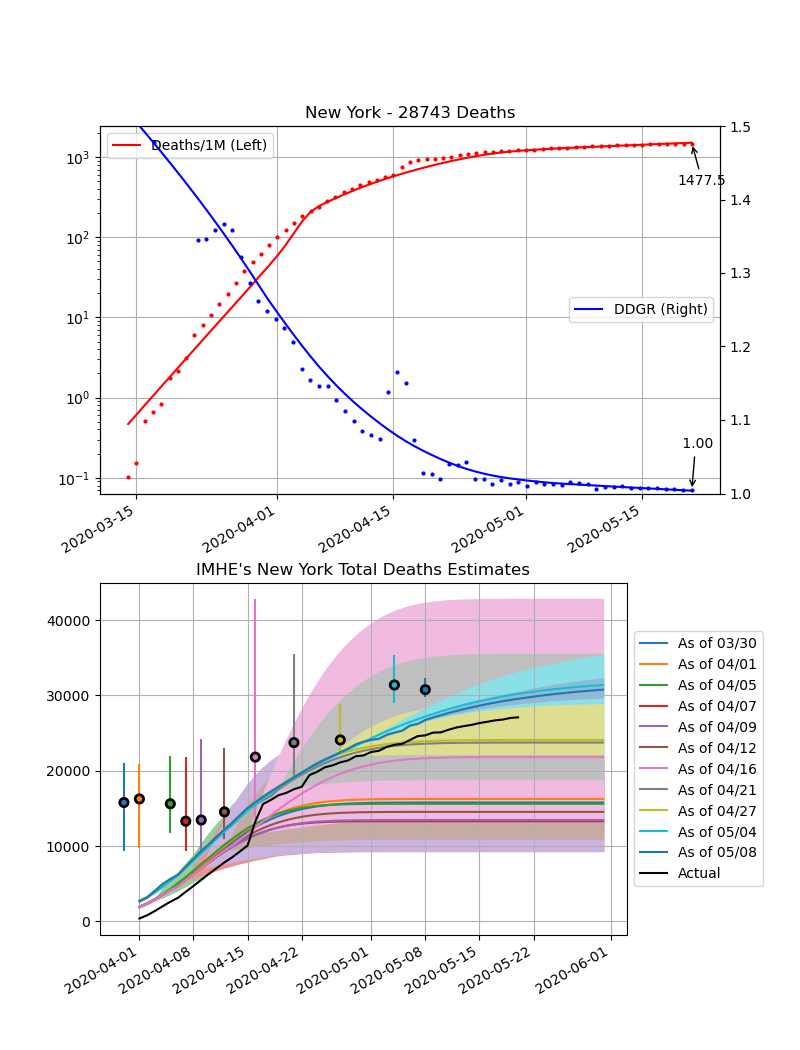 New York - 28743 Deaths
10³
10²
10¹
10⁰
10⁻¹
Deaths/1M (Left)
DDGR (Right)
1477.5
1.00
1.5
1.4
1.3
1.2
1.1
1.0
2020-03-15
2020-04-01
2020-04-15
2020-05-01
2020-05-15
IMHE's New York Total Deaths Estimates
40000
30000
20000
10000
0
2020-04-01
2020-04-08
2020-04-15
2020-04-22
2020-05-01
2020-05-08
2020-05-15
2020-05-22
2020-06-01
As of 03/30
As of 04/01
As of 04/05
As of 04/07
As of 04/09
As of 04/12
As of 04/16
As of 04/21
As of 04/27
As of 05/04
As of 05/08
Actual